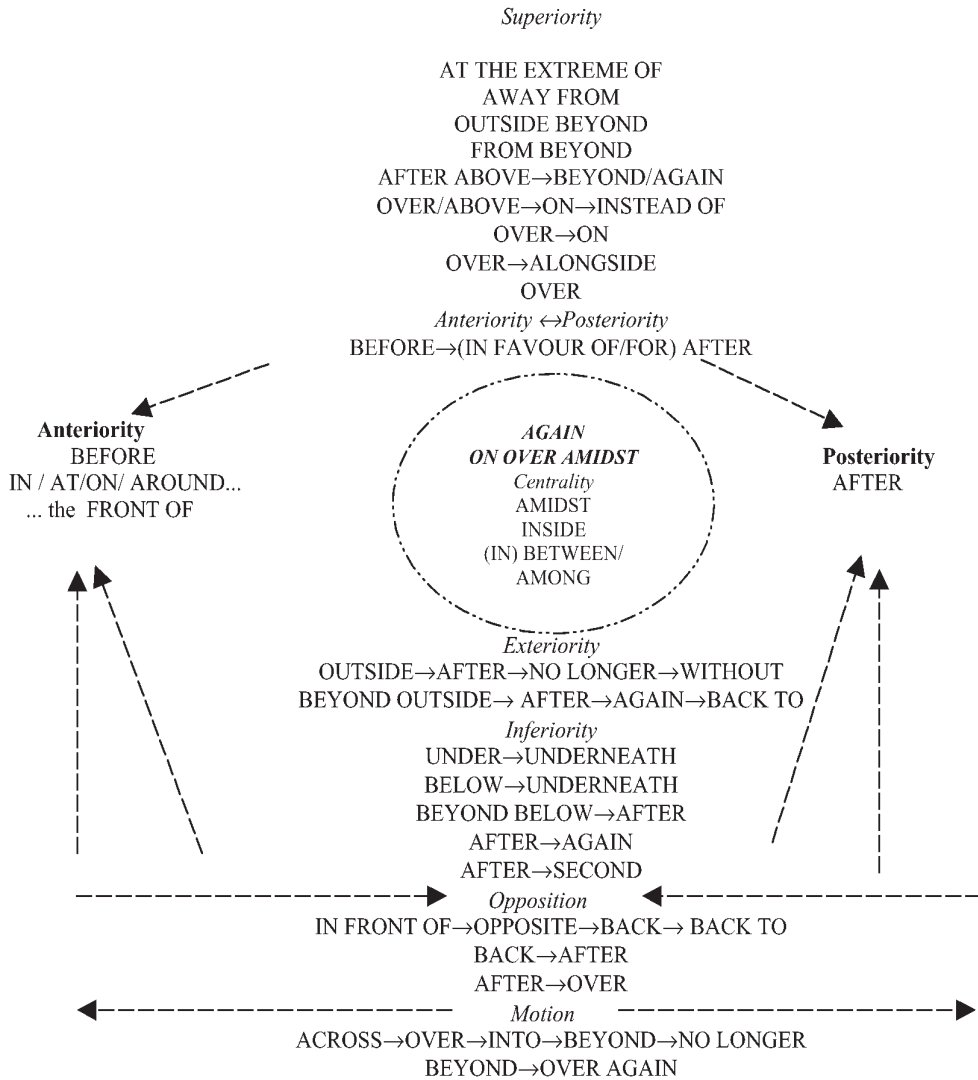 Superiority
AT THE EXTREME OF
AWAY FROM
OUTSIDE BEYOND
FROM BEYOND
AFTER ABOVE→BEYOND/AGAIN
OVER/ABOVE→ON→INSTEAD OF
OVER→ON
OVER→ALONGSIDE
OVER
Anteriority ↔Posteriority
BEFORE→(IN FAVOUR OF/FOR) AFTER
Anteriority
BEFORE
IN / AT/ON/ AROUND...
... the FRONT OF
AGAIN
ON OVER AMIDST
Centrality
AMIDST
INSIDE
(IN) BETWEEN/
AMONG
Posteriority
AFTER
Exteriority
OUTSIDE→AFTER→NO LONGER→WITHOUT
BEYOND OUTSIDE→ AFTER→AGAIN→BACK TO
Inferiority
UNDER→UNDERNEATH
BELOW→UNDERNEATH
BEYOND BELOW→AFTER
AFTER→AGAIN
AFTER→SECOND
Opposition
IN FRONT OF→OPPOSITE→BACK→ BACK TO
BACK→AFTER
AFTER→OVER
Motion
ACROSS→OVER→INTO→BEYOND→NO LONGER
BEYOND→OVER AGAIN